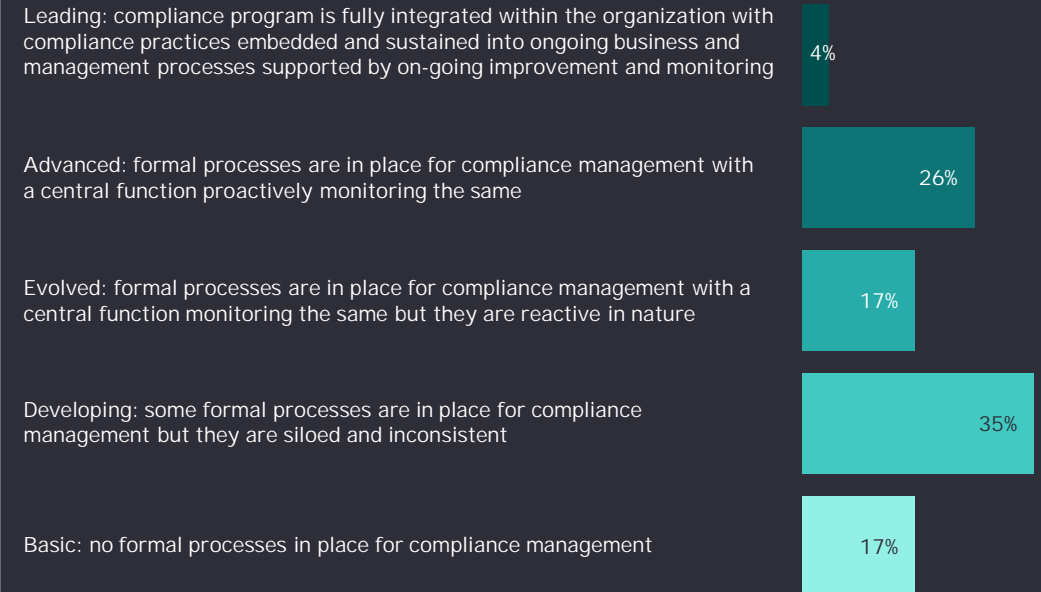 Leading: compliance program is fully integrated within the organization with
compliance practices embedded and sustained into ongoing business and
management processes supported by on-going improvement and monitoring
4%
Advanced: formal processes are in place for compliance management with
a central function proactively monitoring the same
26%
Evolved: formal processes are in place for compliance management with a
central function monitoring the same but they are reactive in nature
17%
Developing: some formal processes are in place for compliance
management but they are siloed and inconsistent
35%
Basic: no formal processes in place for compliance management
17%